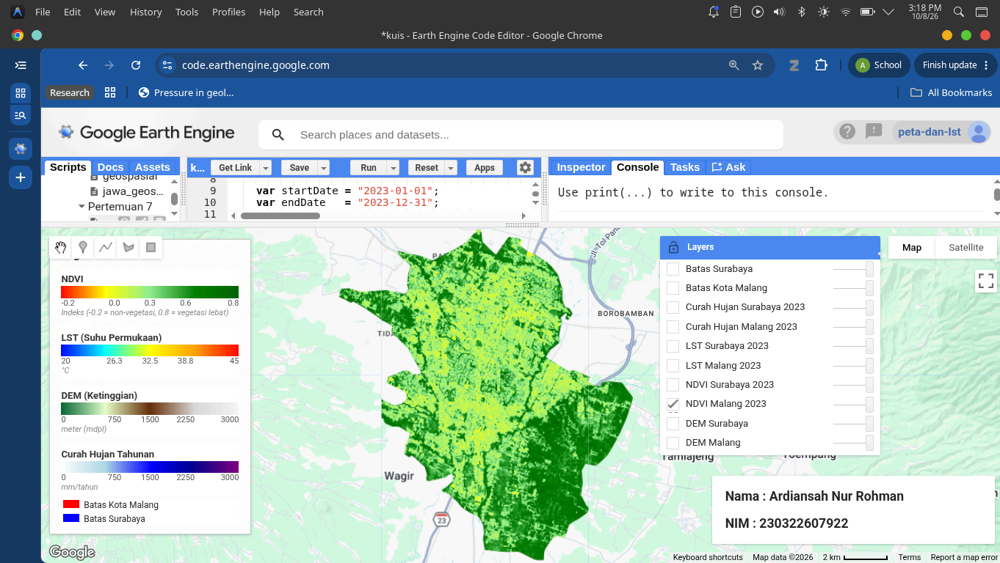 File Edit View History Tools Profiles Help Search
3:18 PM
10/8/26
*kuis - Earth Engine Code Editor - Google Chrome
code.earthengine.google.com
A School
Finish update
Research
Pressure in geol...
All Bookmarks
Google Earth Engine
Search places and datasets...
peta-dan-lst
Scripts Docs Assets
geospasial
jawa_geos...
Pertemuan 7
k... Get Link Save Run Reset Apps
8
9 var startDate = "2023-01-01";
10 var endDate = "2023-12-31";
11
Inspector Console Tasks Ask
Use print(...) to write to this console.
NDVI
-0.2 0.0 0.3 0.6 0.8
Indeks (-0.2 = non-vegetasi, 0.8 = vegetasi lebat)
LST (Suhu Permukaan)
20 26.3 32.5 38.8 45
°C
DEM (Ketinggian)
0 750 1500 2250 3000
meter (mdpl)
Curah Hujan Tahunan
0 750 1500 2250 3000
mm/tahun
Batas Kota Malang
Batas Surabaya
Google
BOROBAMBAN
Wagir
23
Layers
Batas Surabaya
Batas Kota Malang
Curah Hujan Surabaya 2023
Curah Hujan Malang 2023
LST Surabaya 2023
LST Malang 2023
NDVI Surabaya 2023
NDVI Malang 2023
DEM Surabaya
DEM Malang
Map Satellite
Nama : Ardiansah Nur Rohman
NIM : 230322607922
Keyboard shortcuts Map data ©2026 2 km Terms Report a map error